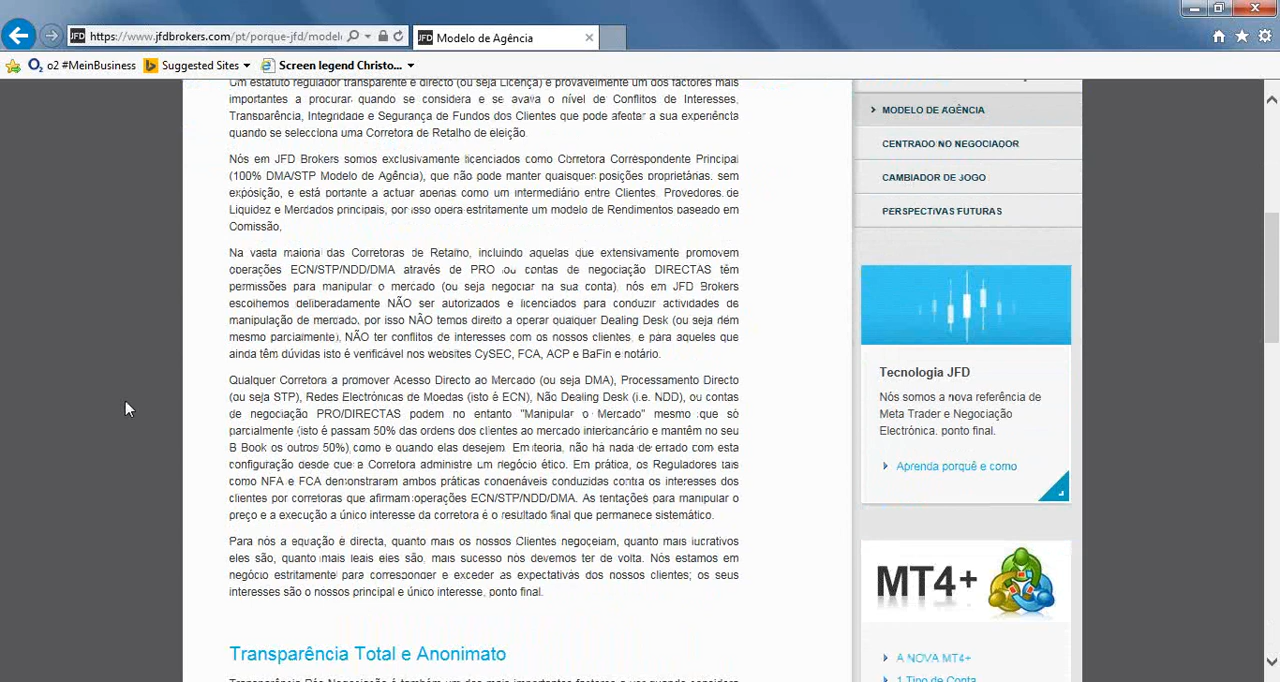 https://www.jfdbrokers.com/pt/porque-jfd/model
JFD Modelo de Agência
o2 #MeinBusiness
Suggested Sites
Screen legend Christo...
Um estatuto regulador transparente e directo (ou seja Licença) é provavelmente um dos factores mais
importantes a procurar quando se considera e se avalia o nível de Conflitos de Interesses,
Transparência, Integridade e Segurança de Fundos dos Clientes que pode afectar a sua experiência
quando se selecciona uma Corretora de Retalho de eleição.
Nós em JFD Brokers somos exclusivamente licenciados como Corretora Correspondente Principal
(100% DMA/STP Modelo de Agência), que não pode manter quaisquer posições proprietárias, sem
exposição, e está portante a actuar apenas como um intermediário entre Clientes, Provedores de
Liquidez e Mercados principais, por isso opera estritamente um modelo de Rendimentos baseado em
Comissão.
Na vasta maioria das Corretoras de Retalho, incluindo aquelas que extensivamente promovem
operações ECN/STP/NDD/DMA através de PRO ou contas de negociação DIRECTAS têm
permissões para manipular o mercado (ou seja negociar na sua conta), nós em JFD Brokers
escolhemos deliberadamente NÃO ser autorizados e licenciados para conduzir actividades de
manipulação de mercado, por isso NÃO temos direito a operar qualquer Dealing Desk (ou seja nem
mesmo parcialmente), NÃO ter conflitos de interesses com os nossos clientes, e para aqueles que
ainda têm dúvidas isto é verificável nos websites CySEC, FCA, ACP e BaFin e notário.
Qualquer Corretora a promover Acesso Directo ao Mercado (ou seja DMA), Processamento Directo
(ou seja STP), Redes Electrónicas de Moedas (isto é ECN), Não Dealing Desk (i.e. NDD), ou contas
de negociação PRO/DIRECTAS podem no entanto "Manipular o Mercado" mesmo que só
parcialmente (isto é passam 50% das ordens dos clientes ao mercado interbancário e mantêm no seu
B Book os outros 50%) como e quando elas desejem. Em teoria, não há nada de errado com esta
configuração desde que a Corretora administre um negócio ético. Em prática, os Reguladores tais
como NFA e FCA demonstraram ambos práticas condenáveis conduzidas contra os interesses dos
clientes por corretoras que afirmam operações ECN/STP/NDD/DMA. As tentações para manipular o
preço e a execução a único interesse da corretora é o resultado final que permanece sistemático.
Para nós a equação é directa, quanto mais os nossos Clientes negoceiam, quanto mais lucrativos
eles são, quanto mais leais eles são, mais sucesso nós devemos ter de volta. Nós estamos em
negócio estritamente para corresponder e exceder as expectativas dos nossos clientes; os seus
interesses são o nossos principal e único interesse, ponto final.
Transparência Total e Anonimato
Transparência Pós-Negociação é também um dos mais importantes factores a ver quando considera
MODELO DE AGÊNCIA
CENTRADO NO NEGOCIADOR
CAMBIADOR DE JOGO
PERSPECTIVAS FUTURAS
Tecnologia JFD
Nós somos a nova referência de
Meta Trader e Negociação
Electrónica, ponto final.
Aprenda porquê e como
MT4+
A NOVA MT4+
1 Tipo de Conta